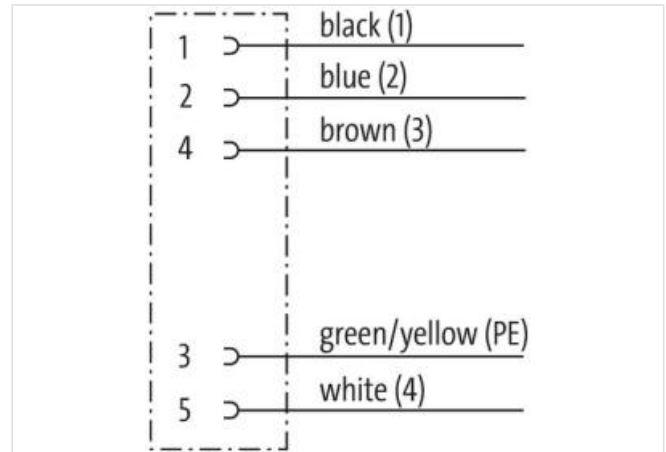 1 black (1)
2 blue (2)
4 brown (3)
3 green/yellow (PE)
5 white (4)